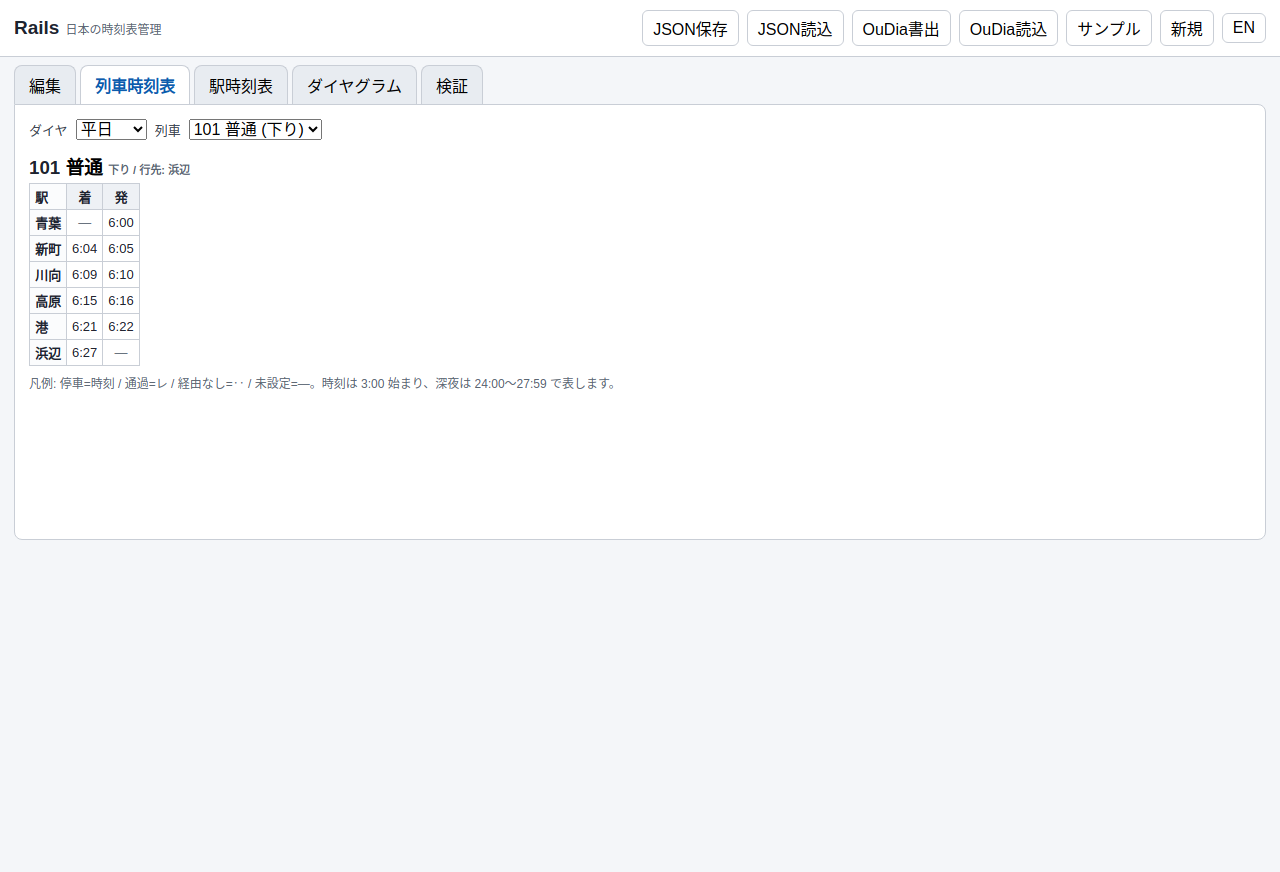 Rails 日本の時刻表管理 JSON保存 JSON読込 OuDia書出 OuDia読込 サンプル 新規 EN
編集 列車時刻表 駅時刻表 ダイヤグラム 検証
ダイヤ 平日 列車 101 普通 (下り)
101 普通 下り / 行先: 浜辺
駅 着 発
青葉 — 6:00
新町 6:04 6:05
川向 6:09 6:10
高原 6:15 6:16
港 6:21 6:22
浜辺 6:27 —
凡例: 停車=時刻 / 通過=レ / 経由なし=‥ / 未設定=—。時刻は 3:00 始まり、深夜は 24:00〜27:59 で表します。